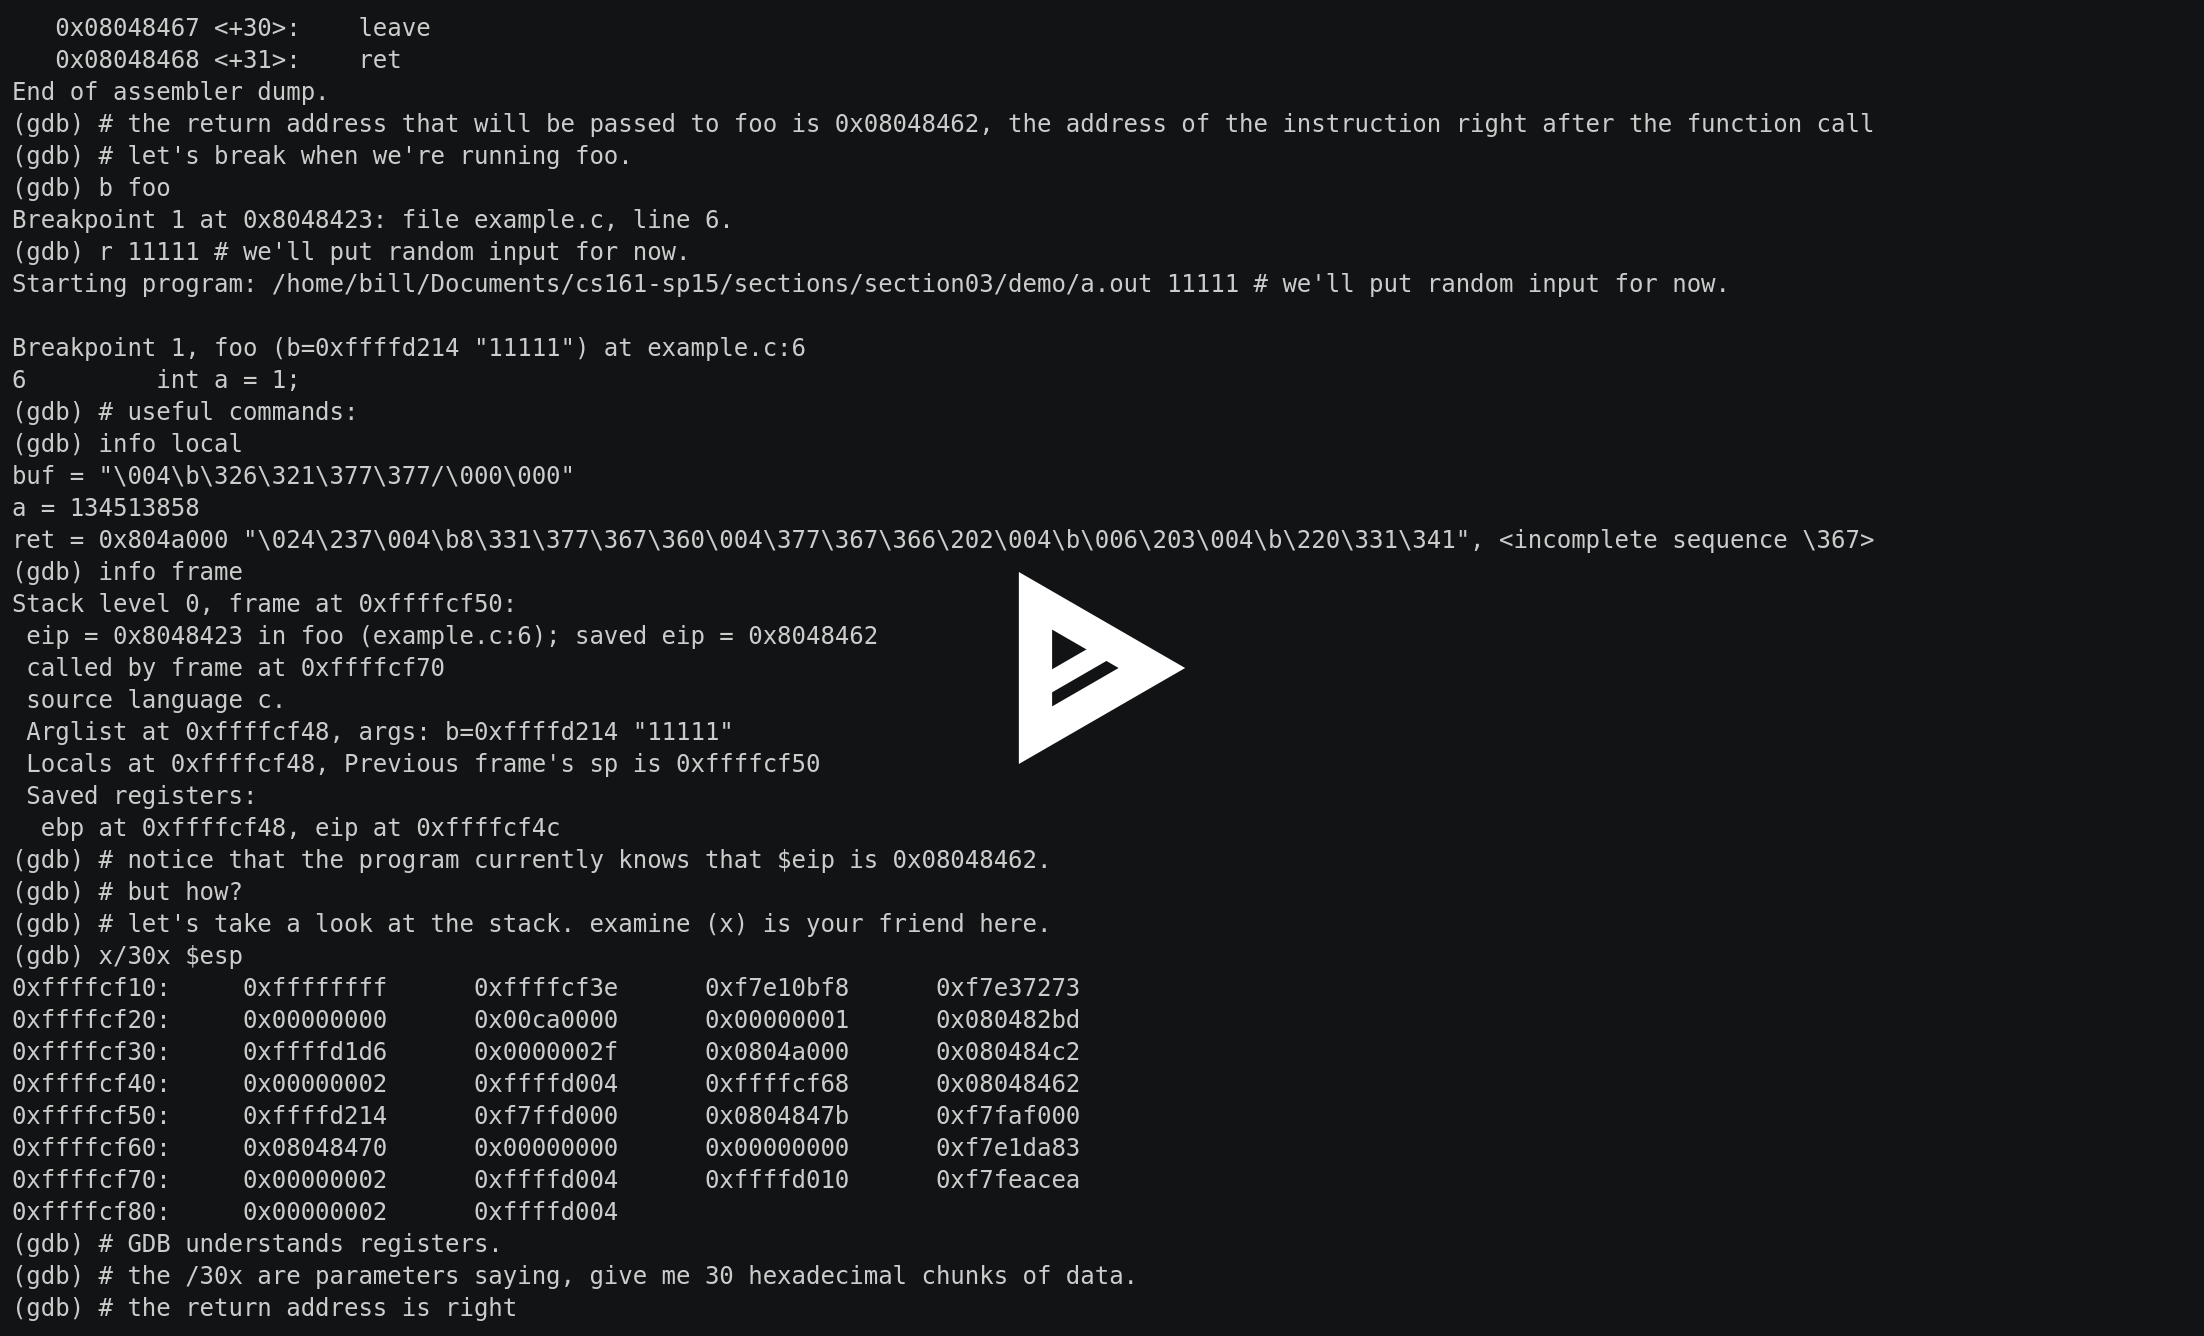 0x08048467 <+30>:    leave
   0x08048468 <+31>:    ret
End of assembler dump.
(gdb) # the return address that will be passed to foo is 0x08048462, the address of the instruction right after the function call
(gdb) # let's break when we're running foo.
(gdb) b foo
Breakpoint 1 at 0x8048423: file example.c, line 6.
(gdb) r 11111 # we'll put random input for now.
Starting program: /home/bill/Documents/cs161-sp15/sections/section03/demo/a.out 11111 # we'll put random input for now.

Breakpoint 1, foo (b=0xffffd214 "11111") at example.c:6
6         int a = 1;
(gdb) # useful commands:
(gdb) info local
buf = "\004\b\326\321\377\377/\000\000"
a = 134513858
ret = 0x804a000 "\024\237\004\b8\331\377\367\360\004\377\367\366\202\004\b\006\203\004\b\220\331\341", <incomplete sequence \367>
(gdb) info frame
Stack level 0, frame at 0xffffcf50:
 eip = 0x8048423 in foo (example.c:6); saved eip = 0x8048462
 called by frame at 0xffffcf70
 source language c.
 Arglist at 0xffffcf48, args: b=0xffffd214 "11111"
 Locals at 0xffffcf48, Previous frame's sp is 0xffffcf50
 Saved registers:
  ebp at 0xffffcf48, eip at 0xffffcf4c
(gdb) # notice that the program currently knows that $eip is 0x08048462.
(gdb) # but how?
(gdb) # let's take a look at the stack. examine (x) is your friend here.
(gdb) x/30x $esp
0xffffcf10:     0xffffffff      0xffffcf3e      0xf7e10bf8      0xf7e37273
0xffffcf20:     0x00000000      0x00ca0000      0x00000001      0x080482bd
0xffffcf30:     0xffffd1d6      0x0000002f      0x0804a000      0x080484c2
0xffffcf40:     0x00000002      0xffffd004      0xffffcf68      0x08048462
0xffffcf50:     0xffffd214      0xf7ffd000      0x0804847b      0xf7faf000
0xffffcf60:     0x08048470      0x00000000      0x00000000      0xf7e1da83
0xffffcf70:     0x00000002      0xffffd004      0xffffd010      0xf7feacea
0xffffcf80:     0x00000002      0xffffd004
(gdb) # GDB understands registers.
(gdb) # the /30x are parameters saying, give me 30 hexadecimal chunks of data.
(gdb) # the return address is right